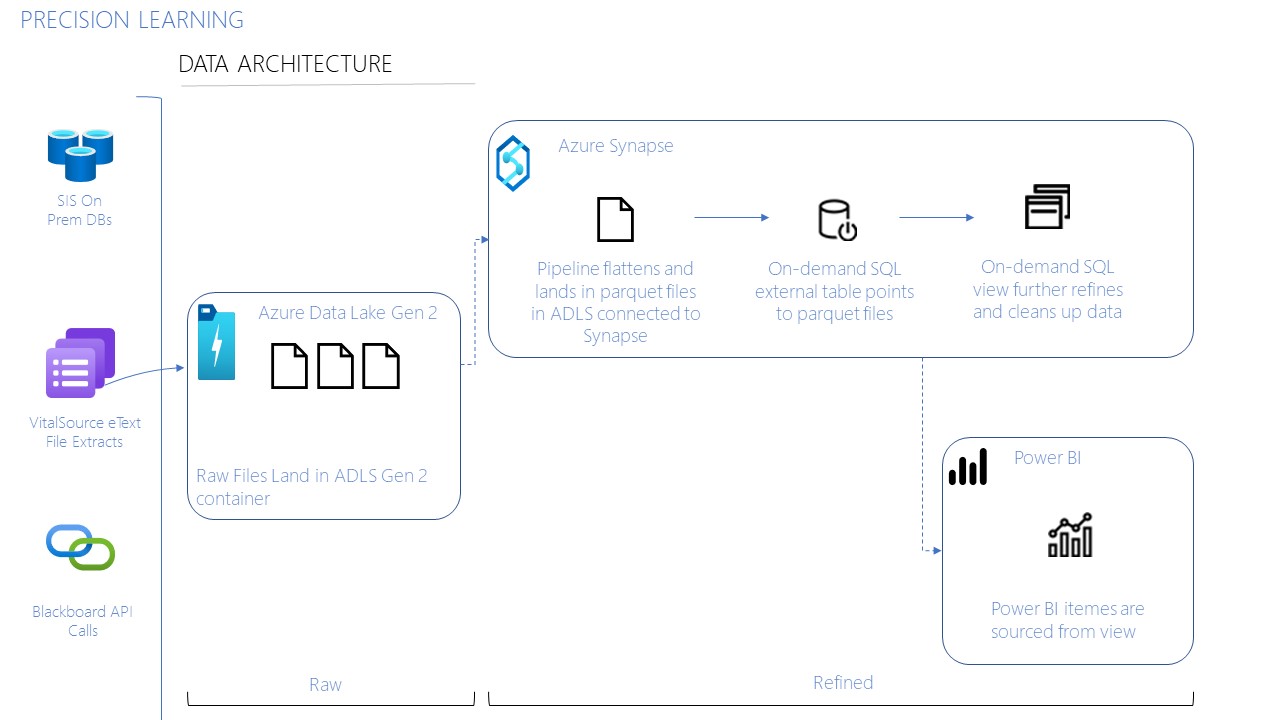 PRECISION LEARNING
DATA ARCHITECTURE
SIS On
Prem DBs
VitalSource eText
File Extracts
Blackboard API
Calls
Azure Data Lake Gen 2
Raw Files Land in ADLS Gen 2
container
Azure Synapse
Pipeline flattens and
lands in parquet files
in ADLS connected to
Synapse
On-demand SQL
external table points
to parquet files
On-demand SQL
view further refines
and cleans up data
Power BI
Power BI itemes are
sourced from view
Raw
Refined